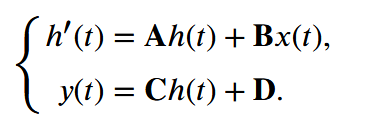 h′(t) = Ah(t) + Bx(t),
y(t) = Ch(t) + D.